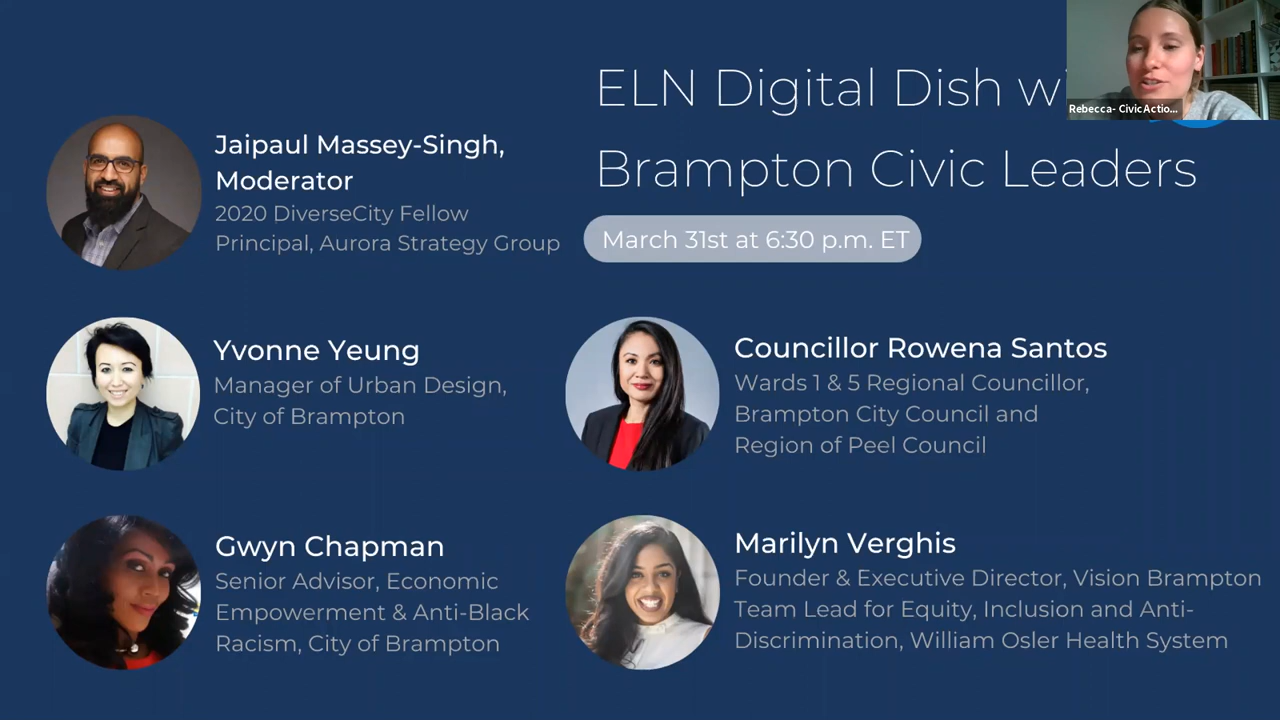 ELN Digital Dish wi
Rebecca- CivicActio...
Brampton Civic Leaders
March 31st at 6:30 p.m. ET
Jaipaul Massey-Singh,
Moderator
2020 DiverseCity Fellow
Principal, Aurora Strategy Group
Yvonne Yeung
Manager of Urban Design,
City of Brampton
Councillor Rowena Santos
Wards 1 & 5 Regional Councillor,
Brampton City Council and
Region of Peel Council
Gwyn Chapman
Senior Advisor, Economic
Empowerment & Anti-Black
Racism, City of Brampton
Marilyn Verghis
Founder & Executive Director, Vision Brampton
Team Lead for Equity, Inclusion and Anti-
Discrimination, William Osler Health System